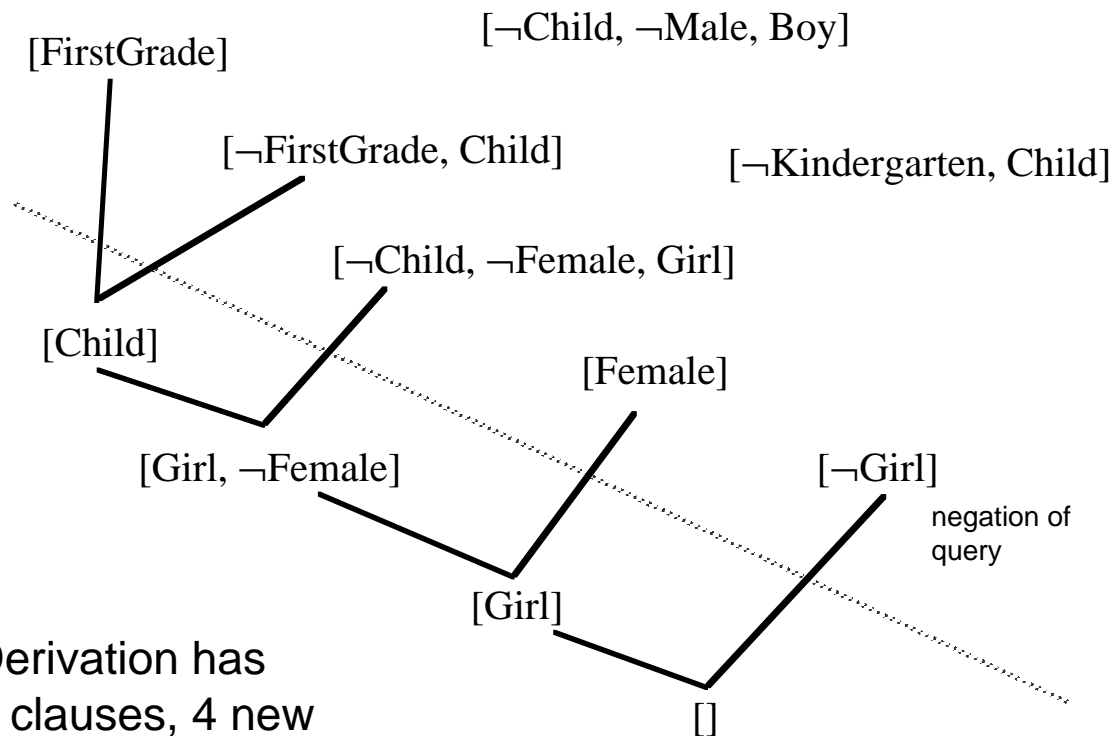 [¬Child, ¬Male, Boy]
[FirstGrade]
[¬FirstGrade, Child]
[¬Kindergarten, Child]
[¬Child, ¬Female, Girl]
[Child]
[Female]
[Girl, ¬Female]
[¬Girl]
negation of
query
[Girl]
has
clauses, 4 new
[]